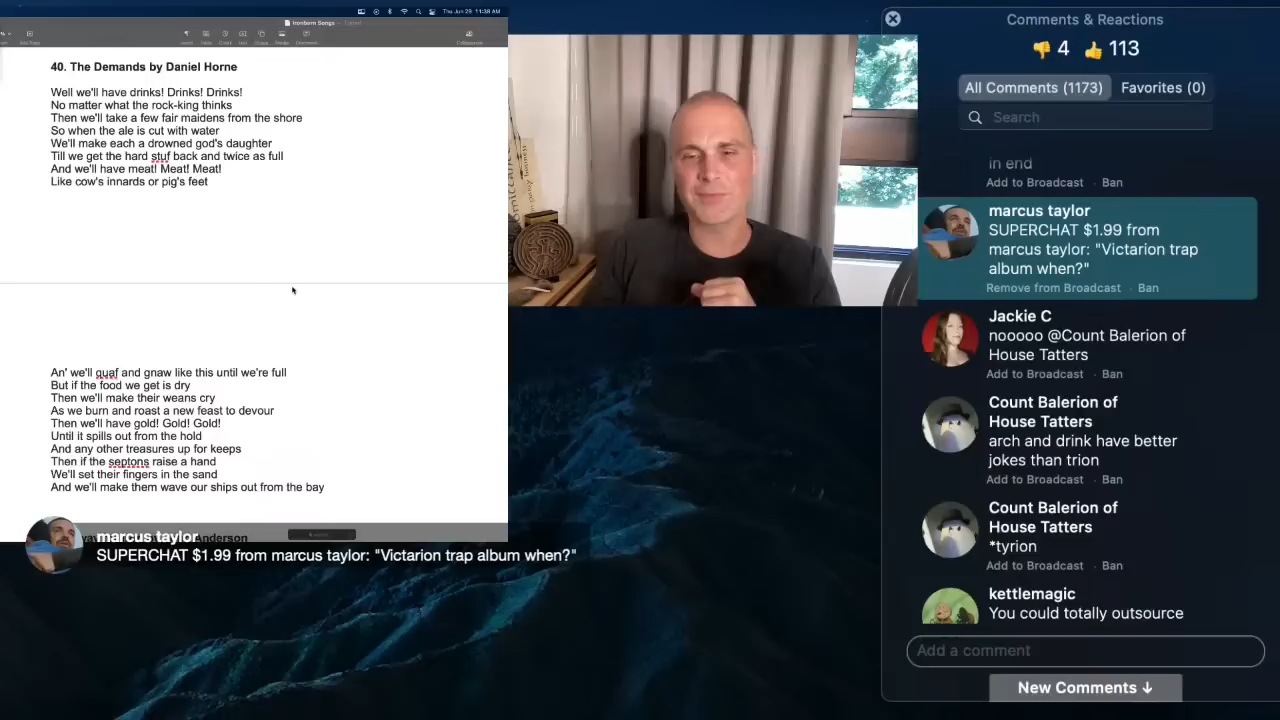 Thu Jun 29 11:38 AM
Ironborn Songs
40. The Demands by Daniel Horne
Well we'll have drinks! Drinks! Drinks!
No matter what the rock-king thinks
Then we'll take a few fair maidens from the shore
So when the ale is cut with water
We'll make each a drowned god's daughter
Till we get the hard stuf back and twice as full
And we'll have meat! Meat! Meat!
Like cow's innards or pig's feet
An' we'll quaf and gnaw like this until we're full
But if the food we get is dry
Then we'll make their weans cry
As we burn and roast a new feast to devour
Then we'll have gold! Gold! Gold!
Until it spills out from the hold
And any other treasures up for keeps
Then if the septons raise a hand
We'll set their fingers in the sand
And we'll make them wave our ships out from the bay
Anderson
marcus taylor
SUPERCHAT $1.99 from marcus taylor: "Victarion trap album when?"
Comments & Reactions
4 113
All Comments (1173) Favorites (0)
Search
in end
Add to Broadcast · Ban
marcus taylor
SUPERCHAT $1.99 from
marcus taylor: "Victarion trap
album when?"
Remove from Broadcast · Ban
Jackie C
nooooo @Count Balerion of
House Tatters
Add to Broadcast · Ban
Count Balerion of
House Tatters
arch and drink have better
jokes than trion
Add to Broadcast · Ban
Count Balerion of
House Tatters
*tyrion
Add to Broadcast · Ban
kettlemagic
You could totally outsource
Add a comment
New Comments ↓